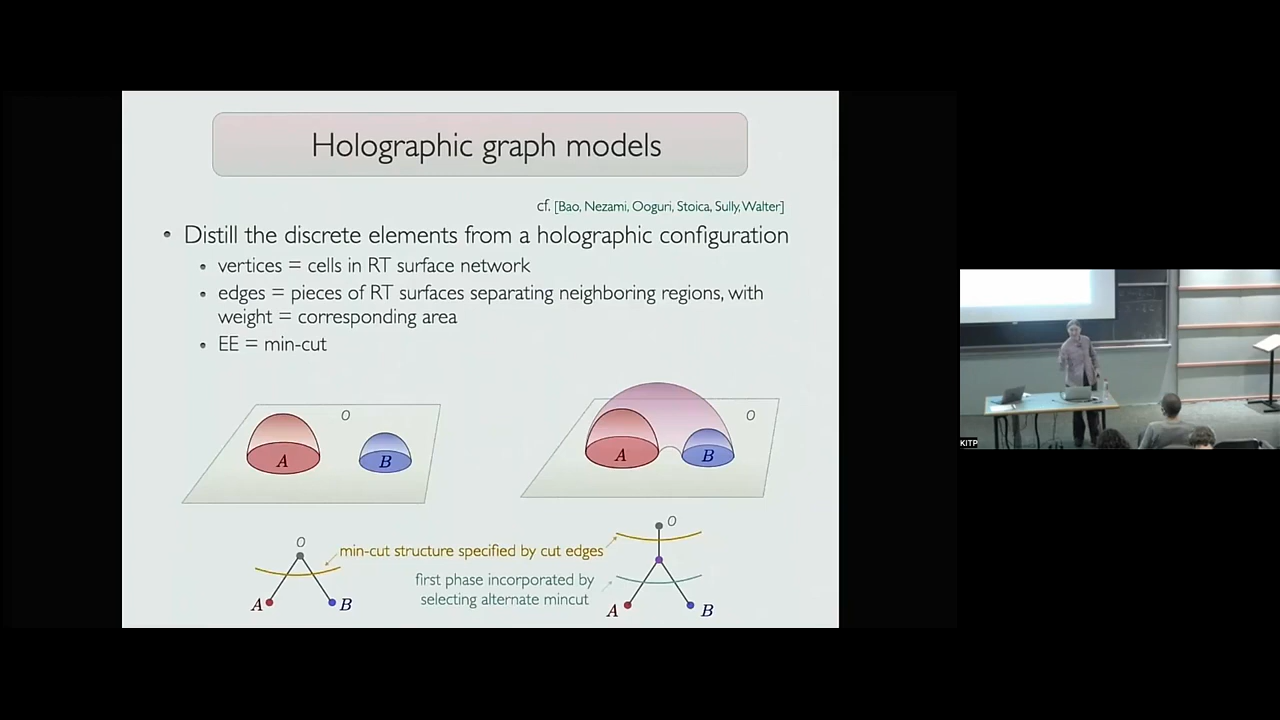 Holographic graph models
cf. [Bao, Nezami, Ooguri, Stoica, Sully, Walter]
• Distill the discrete elements from a holographic configuration
• vertices = cells in RT surface network
• edges = pieces of RT surfaces separating neighboring regions, with
weight = corresponding area
• EE = min-cut
O
A
B
O
A
B
O
A
B
min-cut structure specified by cut edges
first phase incorporated by
selecting alternate mincut
O
A
B
KITP